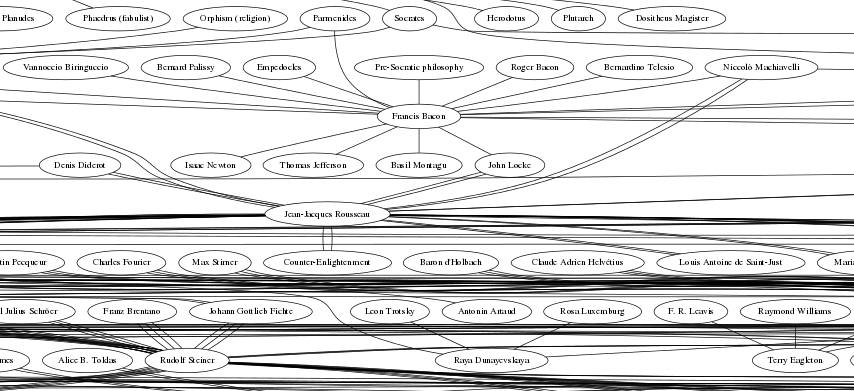 Planudes Phaedrus (fabulist) Orphism (religion) Parmenides Socrates Herodotus Plutarch Dositheus Magister
Vannoccio Biringuccio Bernard Palissy Empedocles Pre-Socratic philosophy Roger Bacon Bernardino Telesio Niccolò Machiavelli
Francis Bacon
Denis Diderot Isaac Newton Thomas Jefferson Basil Montagu John Locke
Jean-Jacques Rousseau
tin Pecqueur Charles Fourier Max Stirner Counter-Enlightenment Baron d'Holbach Claude Adrien Helvétius Louis Antoine de Saint-Just Maria
l Julius Schröer Franz Brentano Johann Gottlieb Fichte Leon Trotsky Antonin Artaud Rosa Luxemburg F. R. Leavis Raymond Williams
mes Alice B. Toklas Rudolf Steiner Raya Dunayevskaya Terry Eagleton